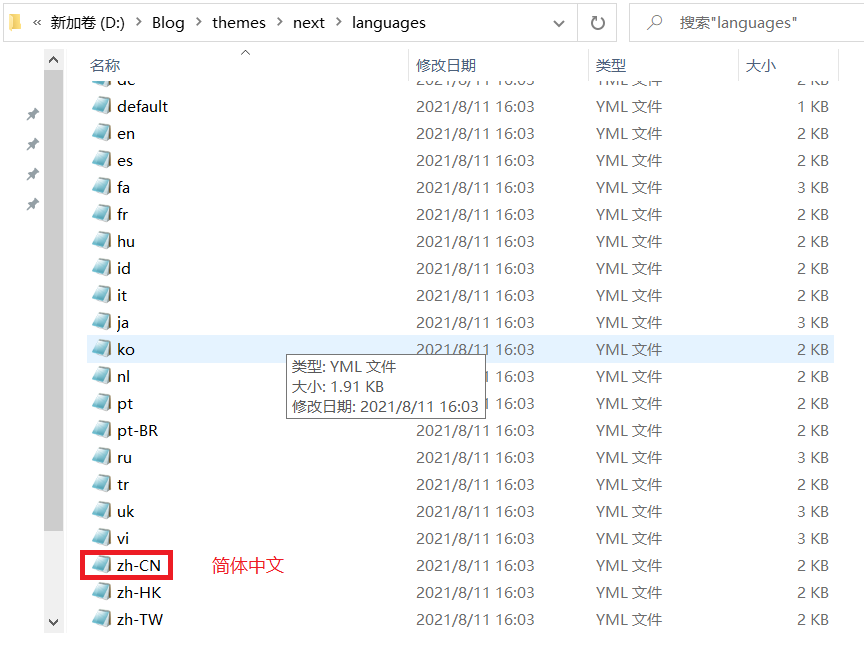 « 新加卷 (D:) > Blog > themes > next > languages
搜索"languages"
名称 修改日期 类型 大小
de 2021/8/11 16:03 YML 文件 2 KB
default 2021/8/11 16:03 YML 文件 1 KB
en 2021/8/11 16:03 YML 文件 2 KB
es 2021/8/11 16:03 YML 文件 2 KB
fa 2021/8/11 16:03 YML 文件 3 KB
fr 2021/8/11 16:03 YML 文件 2 KB
hu 2021/8/11 16:03 YML 文件 2 KB
id 2021/8/11 16:03 YML 文件 2 KB
it 2021/8/11 16:03 YML 文件 2 KB
ja 2021/8/11 16:03 YML 文件 3 KB
ko 2021/8/11 16:03 YML 文件 2 KB
类型: YML 文件
大小: 1.91 KB
修改日期: 2021/8/11 16:03
nl 1 16:03 YML 文件 2 KB
pt 1 16:03 YML 文件 2 KB
pt-BR 2021/8/11 16:03 YML 文件 2 KB
ru 2021/8/11 16:03 YML 文件 3 KB
tr 2021/8/11 16:03 YML 文件 2 KB
uk 2021/8/11 16:03 YML 文件 3 KB
vi 2021/8/11 16:03 YML 文件 3 KB
zh-CN 简体中文 2021/8/11 16:03 YML 文件 2 KB
zh-HK 2021/8/11 16:03 YML 文件 2 KB
zh-TW 2021/8/11 16:03 YML 文件 2 KB